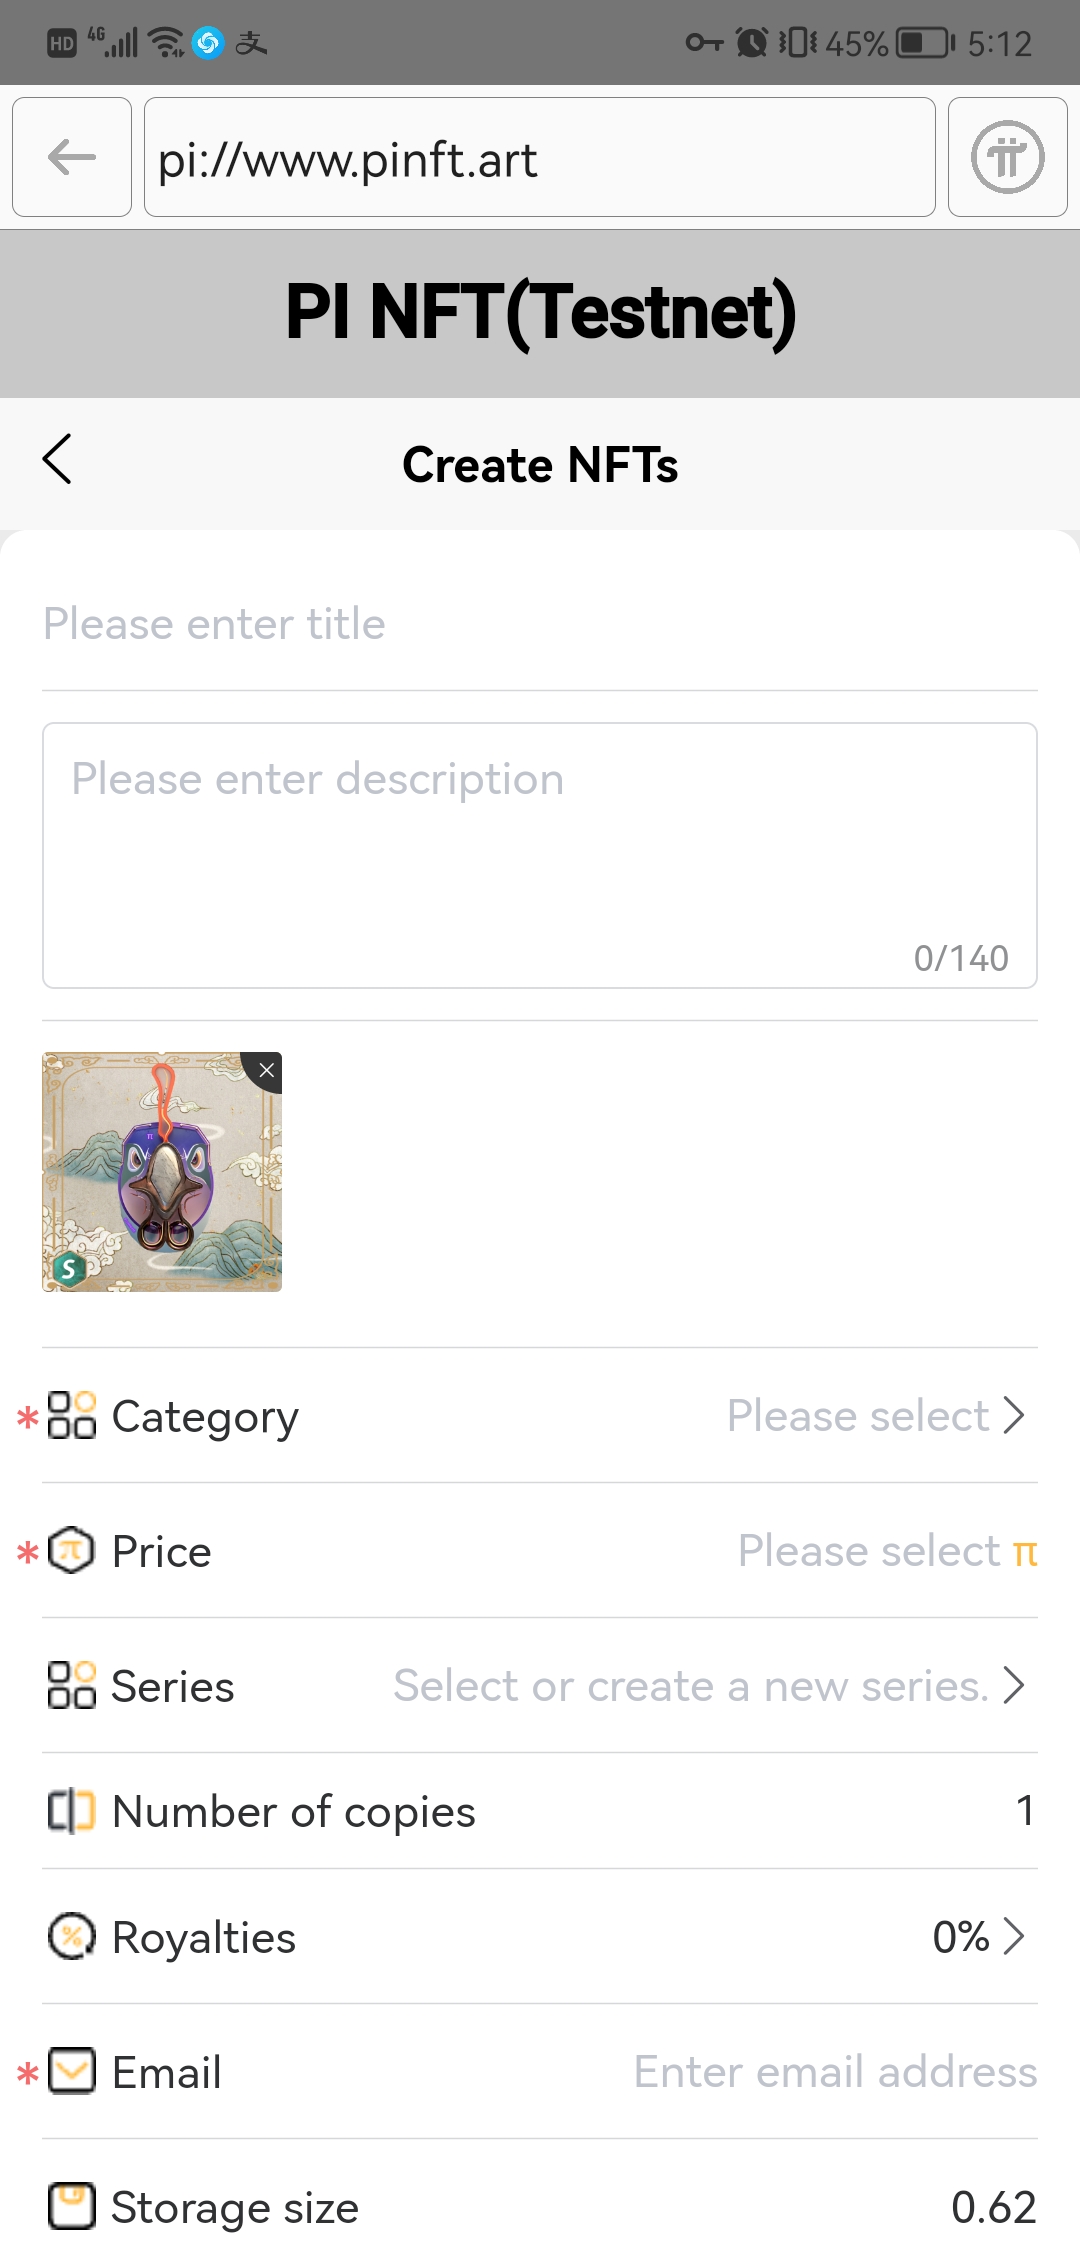 HD 4G 支 45% 5:12
pi://www.pinft.art
PI NFT(Testnet)
Create NFTs
Please enter title
Please enter description
0/140
π
S
* Category Please select
* π Price Please select π
Series Select or create a new series.
Number of copies 1
% Royalties 0%
* Email Enter email address
Storage size 0.62